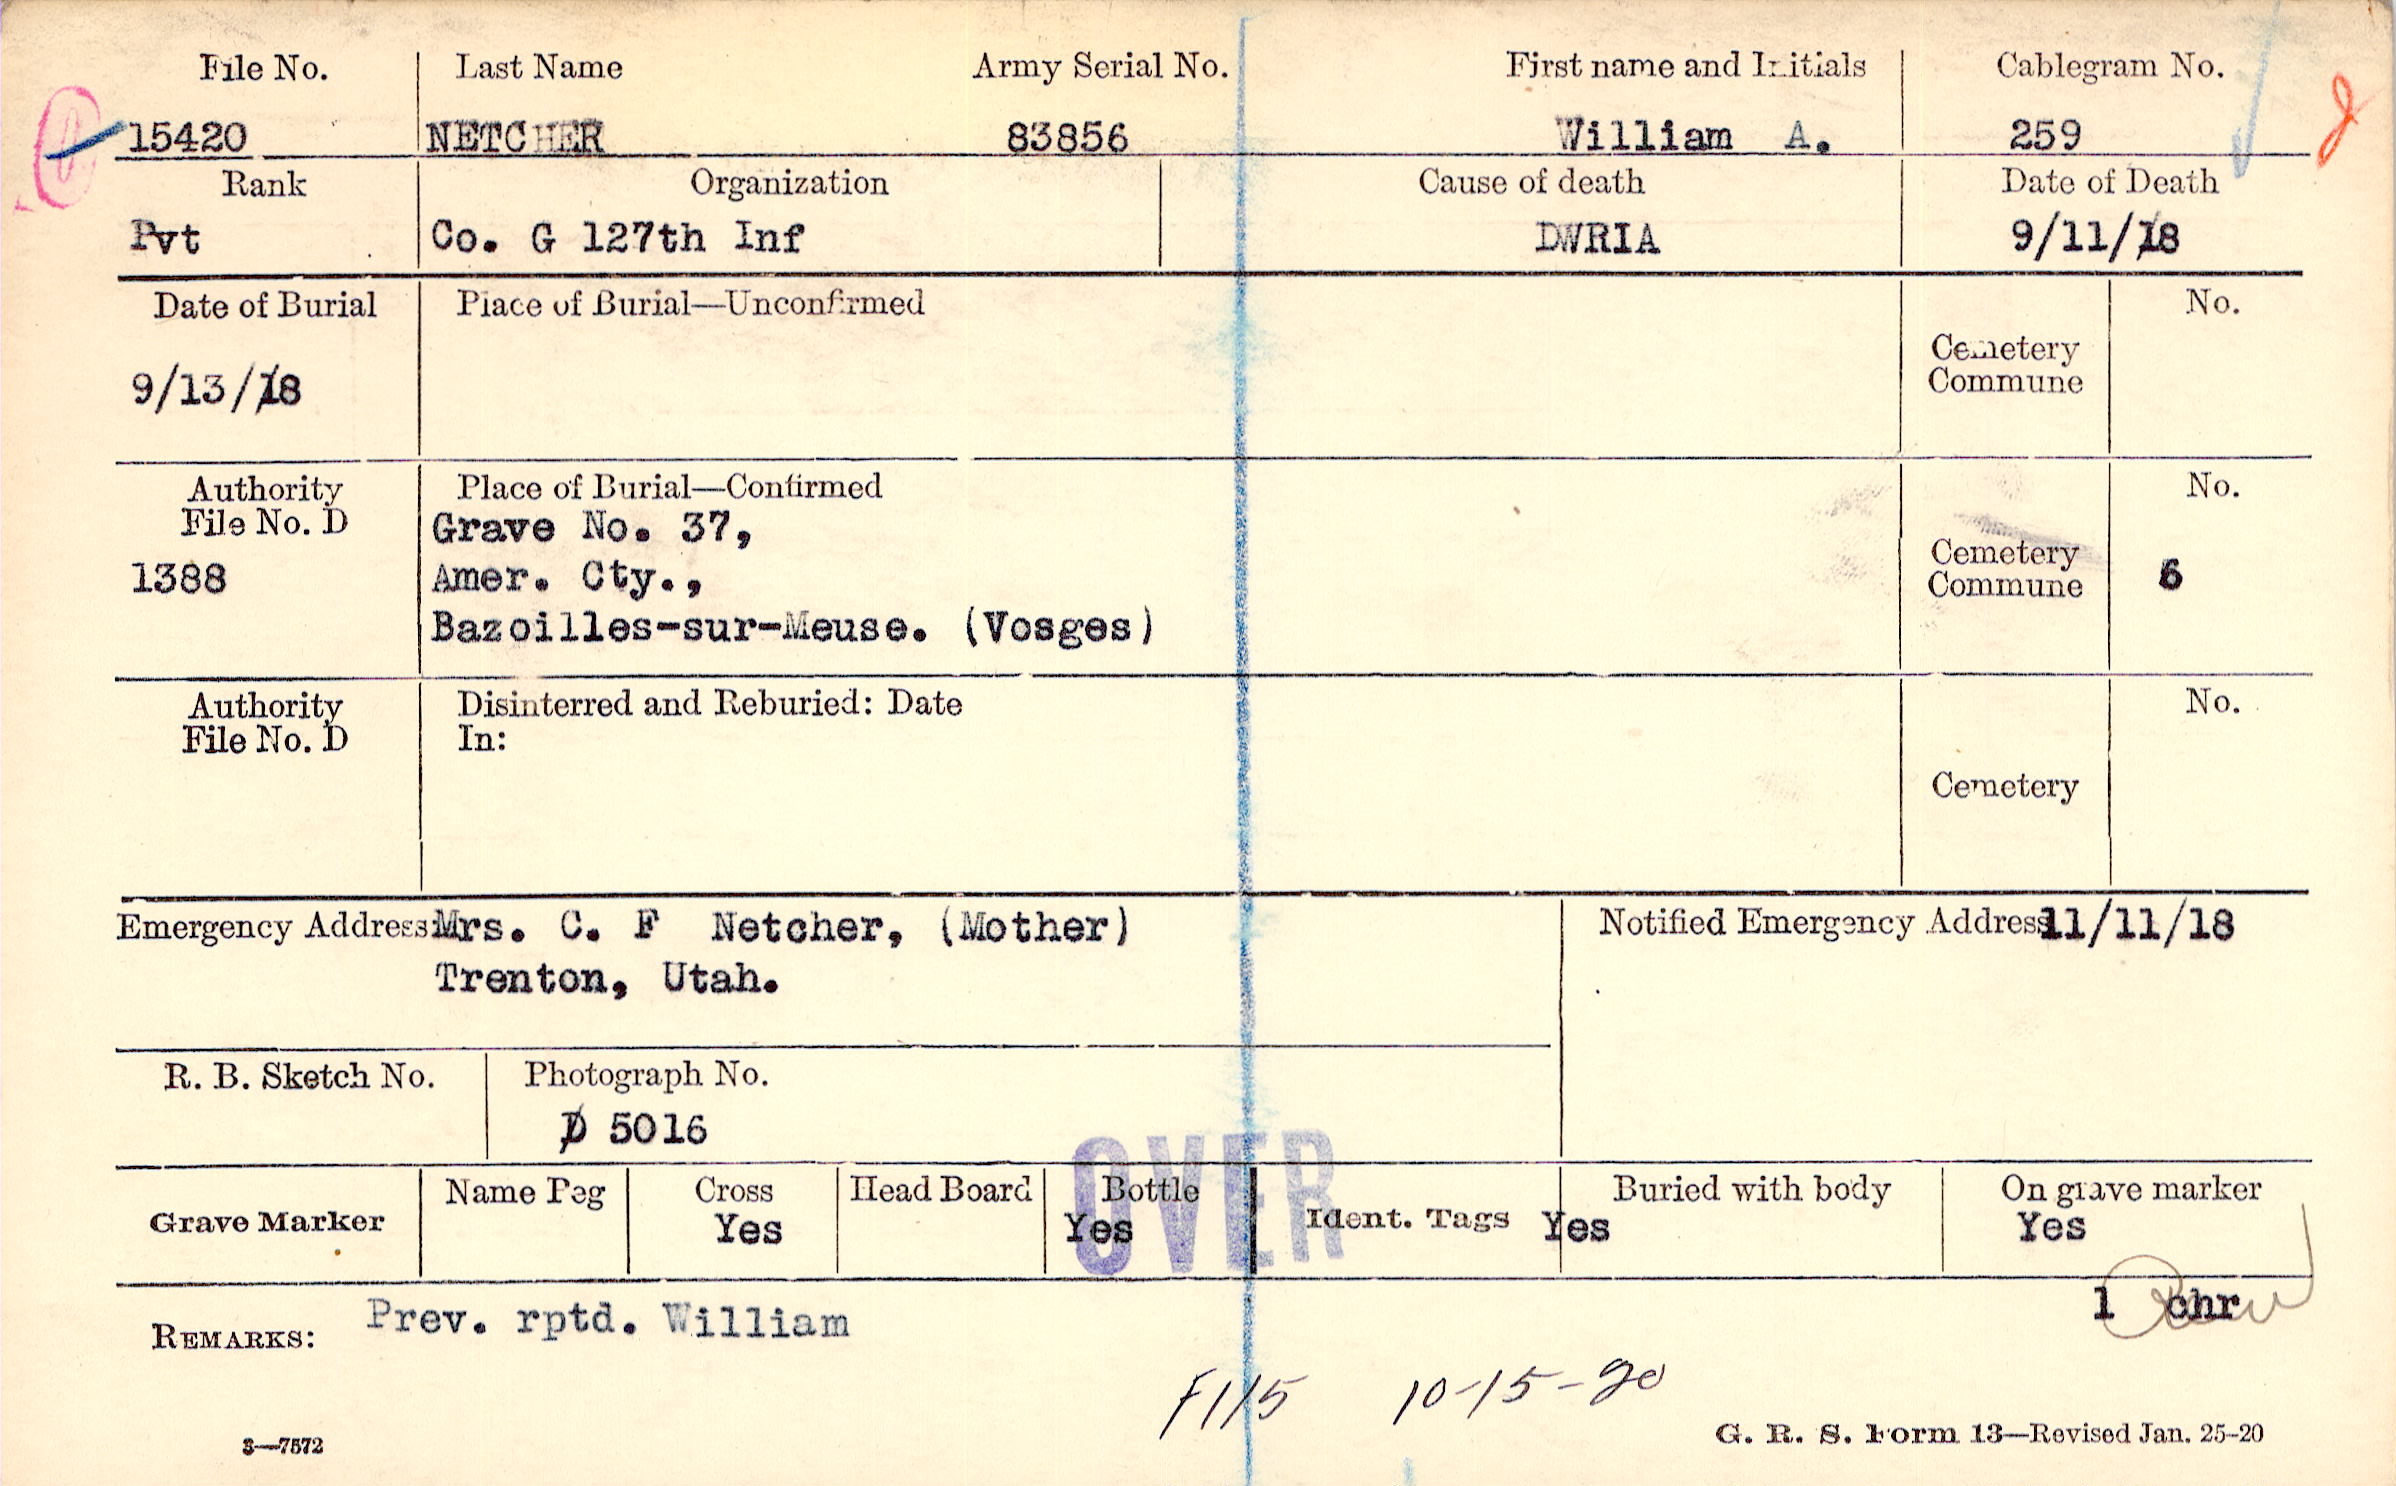 File No. Last Name Army Serial No. First name and Initials Cablegram No.
15420 NETCHER 83856 William A. 259
Rank Organization Cause of death Date of Death
Pvt Co. G 127th Inf DWRIA 9/11/18
Date of Burial Place of Burial—Unconfirmed No.
Cemetery
Commune
9/13/18
Authority Place of Burial—Confirmed No.
File No. D Grave No. 37,
1388 Amer. Cty., Cemetery
Commune 6
Bazoilles-sur-Meuse. (Vosges)
Authority Disinterred and Reburied: Date No.
File No. D In:
Cemetery
Emergency Address Mrs. C. F Netcher, (Mother) Notified Emergency Address 11/11/18
Trenton, Utah.
R. B. Sketch No. Photograph No.
D 5016
OVER
Name Peg Cross Head Board Bottle Buried with body On grave marker
Grave Marker Yes Yes Ident. Tags Yes Yes
1 chr
REMARKS: Prev. rptd. William
F115 10-15-20
3—7572 G. R. S. Form 13—Revised Jan. 25-20